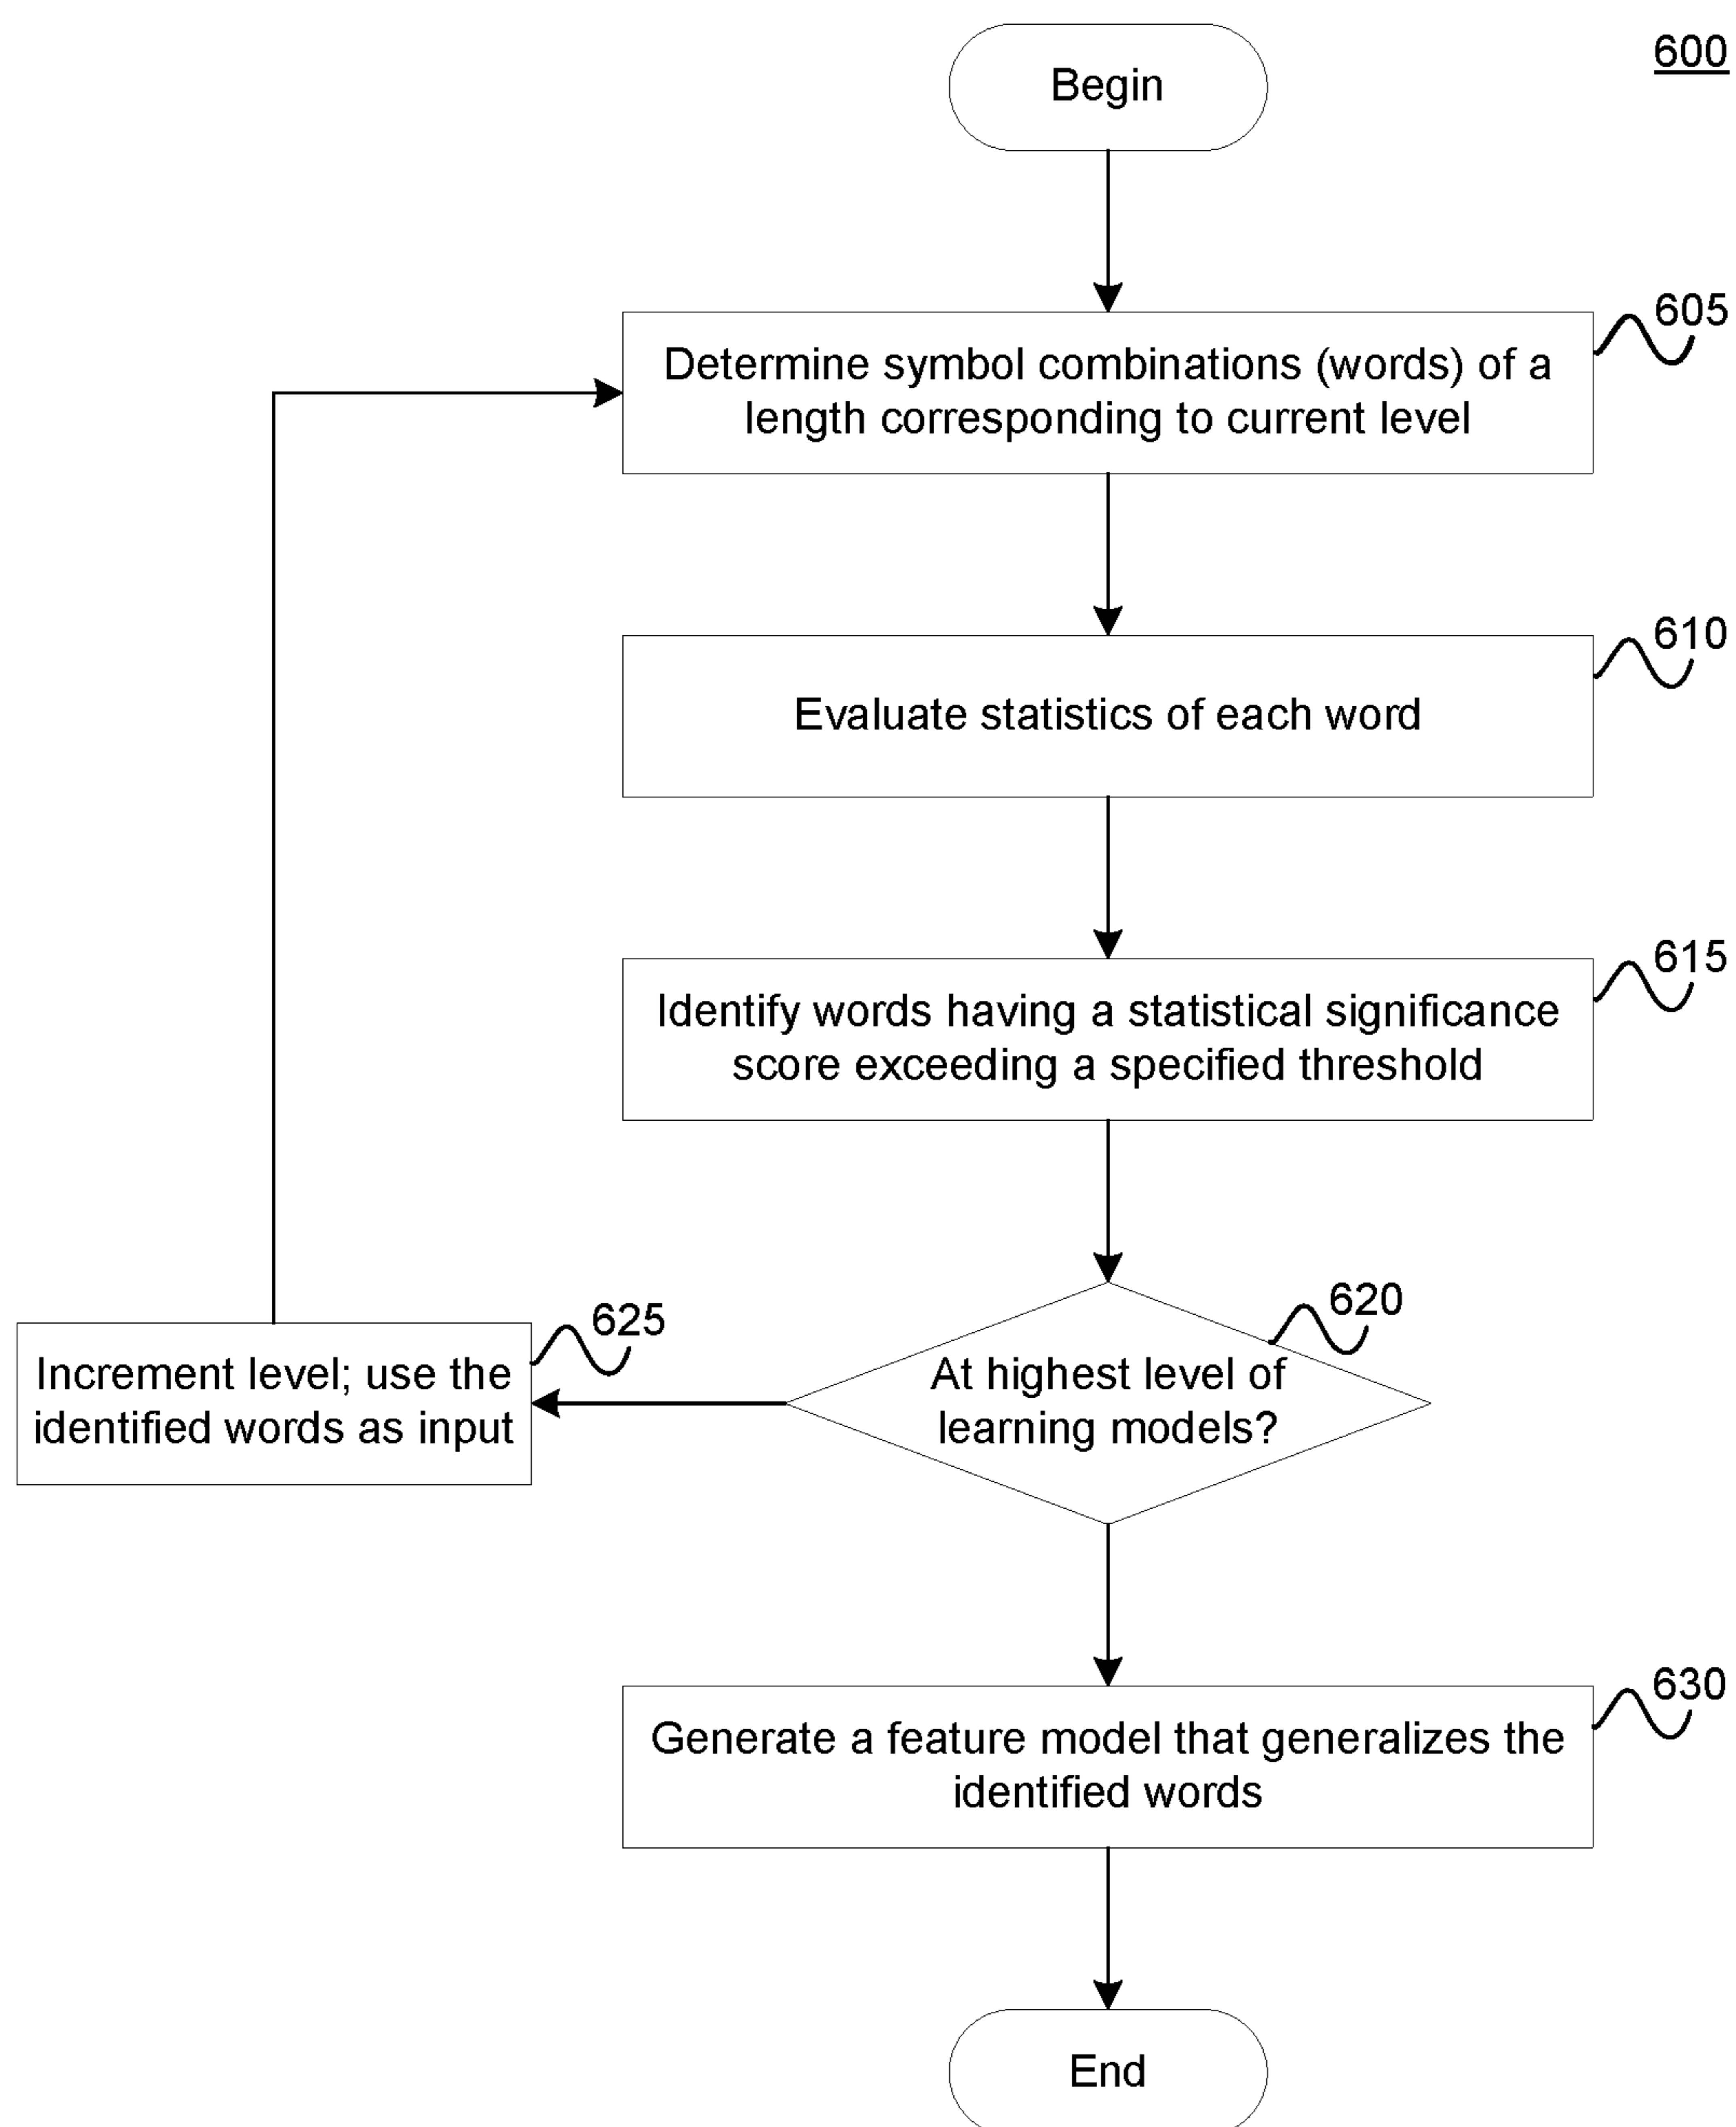 600
Begin
605
Determine symbol combinations (words) of a
length corresponding to current level
610
Evaluate statistics of each word
615
Identify words having a statistical significance
score exceeding a specified threshold
620
At highest level of
learning models?
625
Increment level; use the
identified words as input
630
Generate a feature model that generalizes the
identified words
End